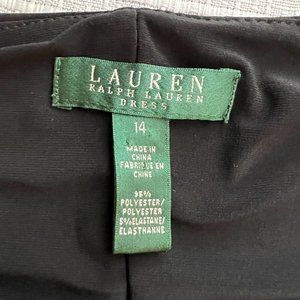 LAUREN
RALPH LAUREN
DRESS
14
MADE IN
CHINA
FABRIQUÉ EN
CHINE
95%
POLYESTER/
POLYESTER
5% ELASTANE/
ELASTHANNE